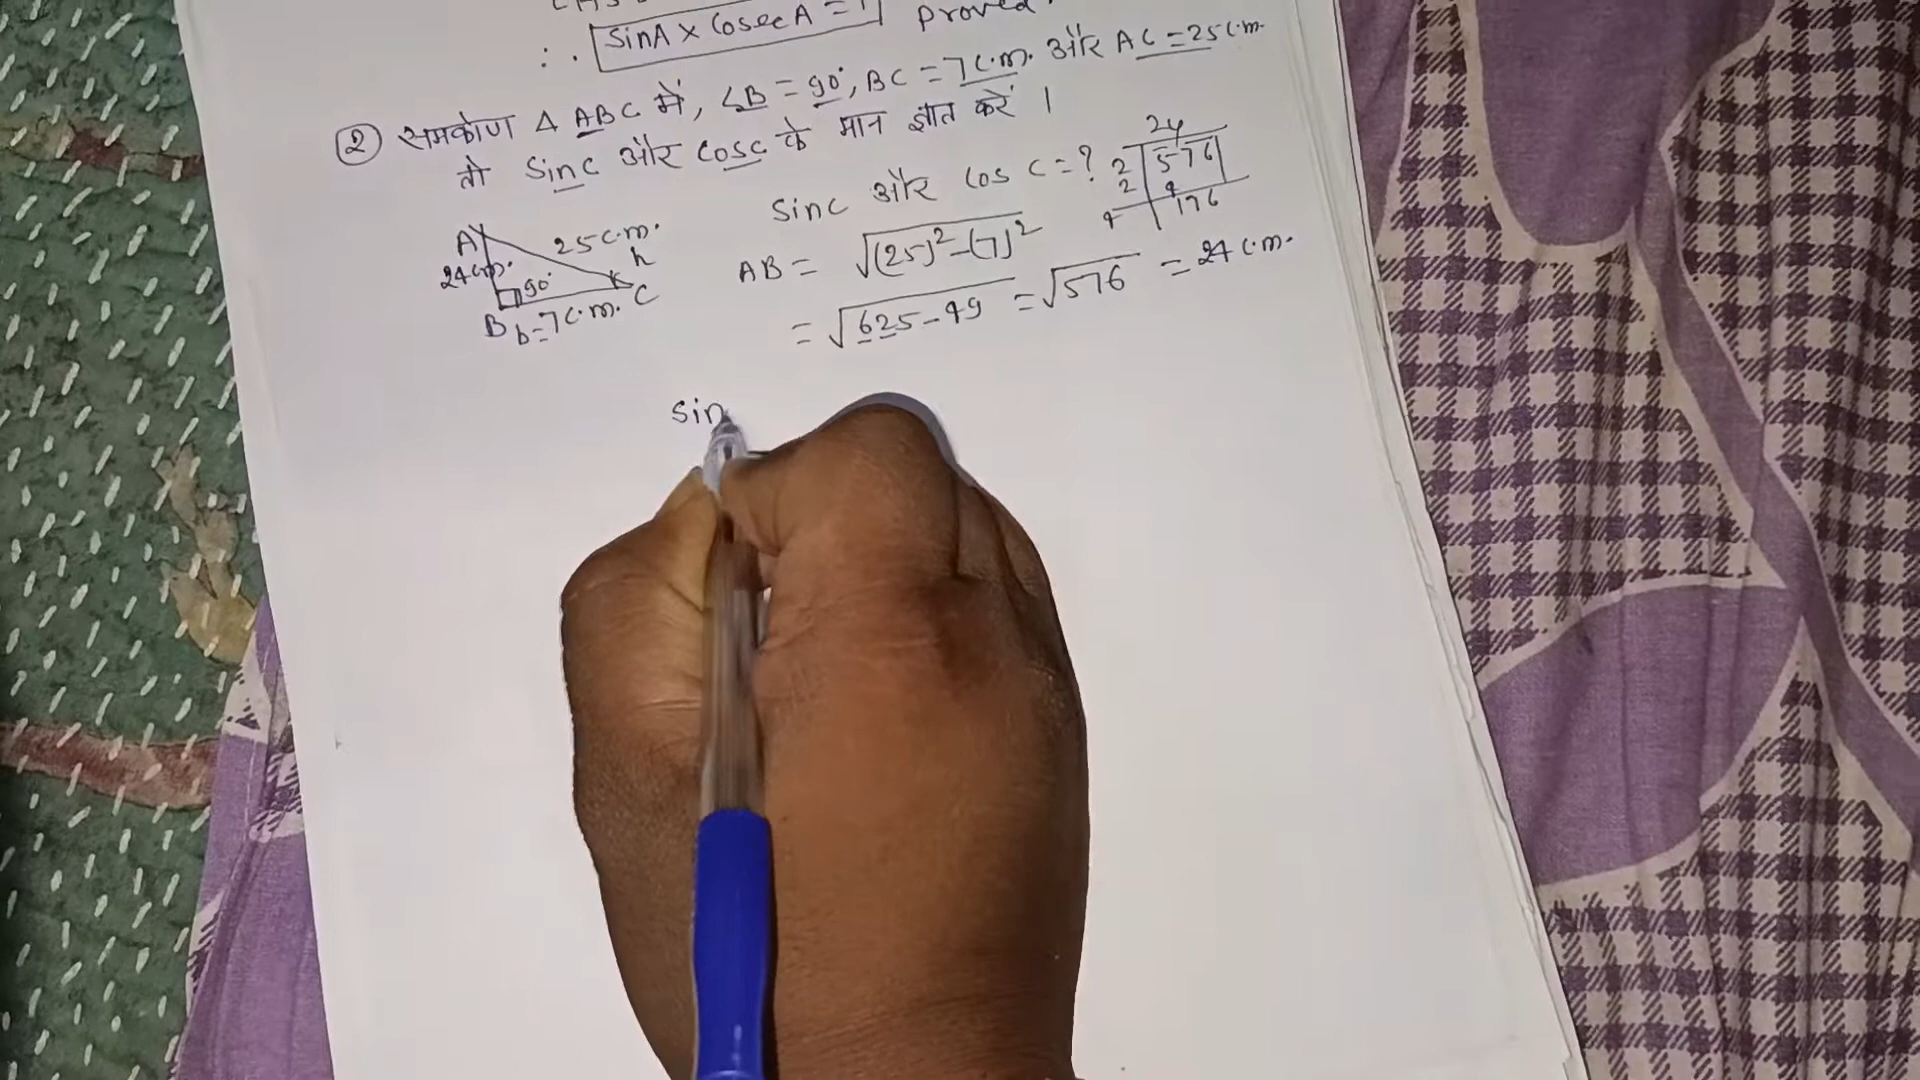 ∴ SinA x CosecA = 1 proved
② समकोण Δ ABC में, ∠B = 90°, BC = 7 c.m. और AC = 25 c.m.
तो Sinc और cosc के मान ज्ञात करें ।
Sinc और cos C = ?
24
2 576
2 4
4 176
A 25 c.m.
24 c.m. h
90° C
B b=7 c.m.
AB = √(25)² - (7)²
= √625 - 49 = √576 = 24 c.m.
Sin